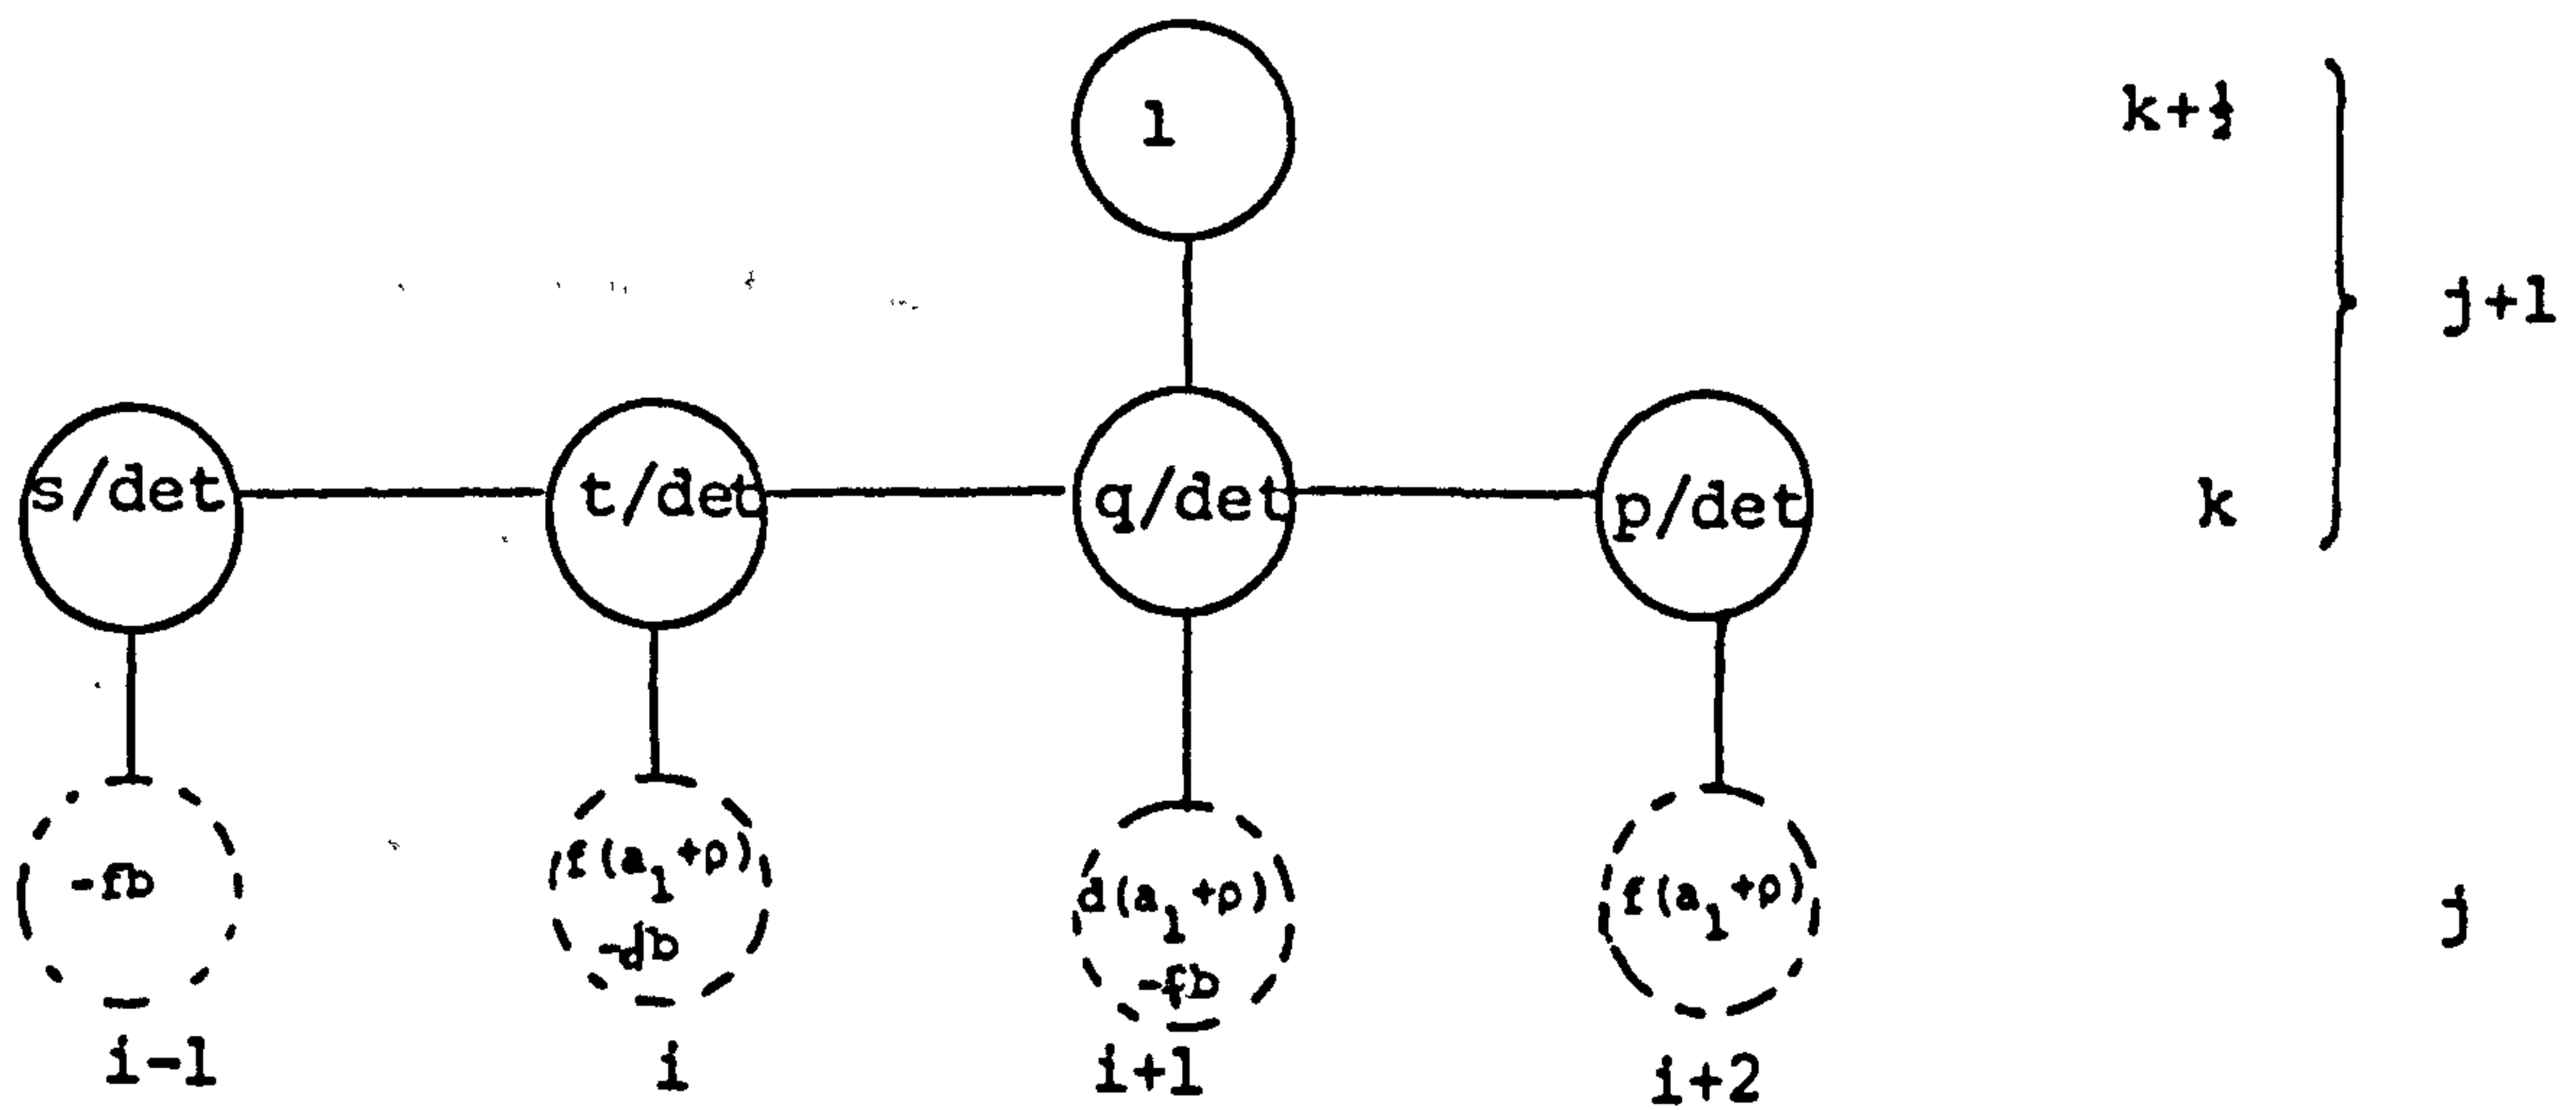 1 k+½
j+1
s/det t/det q/det p/det k
-fb f(a₁+ρ) d(a₁+ρ) f(a₁+ρ) j
-db -fb
i-1 i i+1 i+2